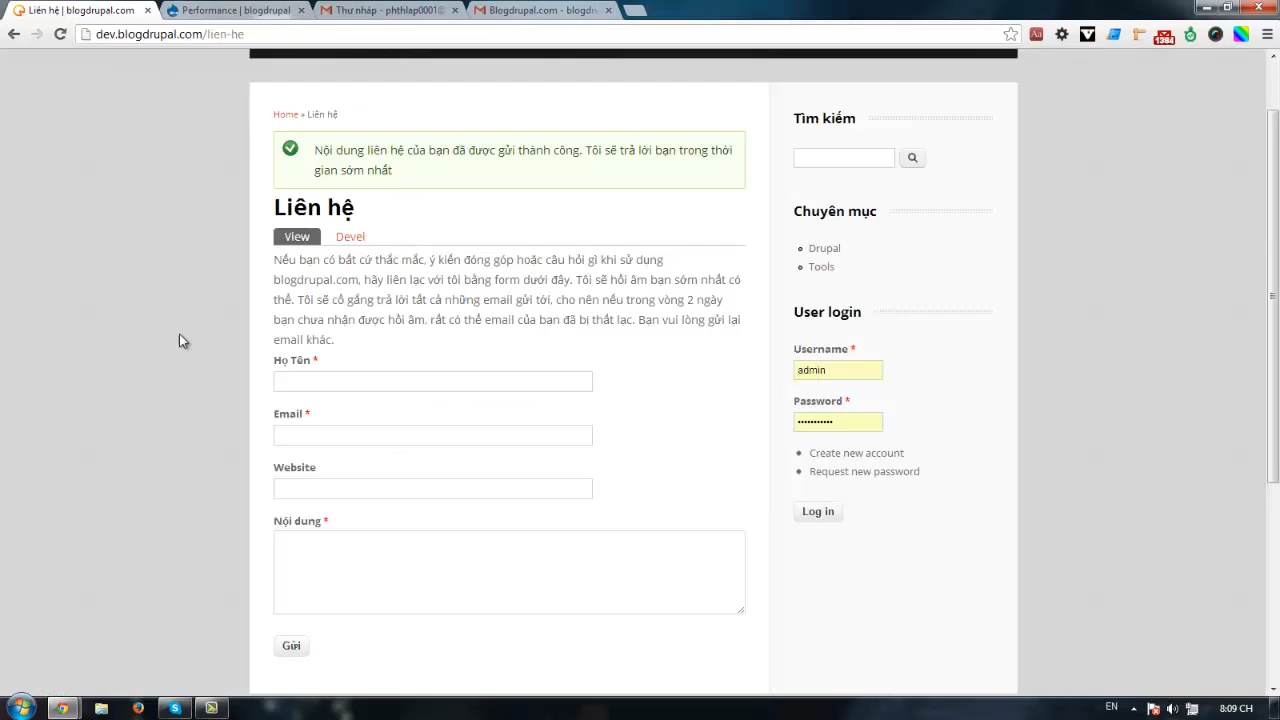 Liên hệ | blogdrupal.com
Performance | blogdrupal
Thư nháp - phthlap0001@
Blogdrupal.com - blogdru
dev.blogdrupal.com/lien-he
1384
Home » Liên hệ
Nội dung liên hệ của bạn đã được gửi thành công. Tôi sẽ trả lời bạn trong thời
gian sớm nhất
Liên hệ
View
Devel
Nếu bạn có bất cứ thắc mắc, ý kiến đóng góp hoặc câu hỏi gì khi sử dung
blogdrupal.com, hãy liên lạc với tôi bằng form dưới đây. Tôi sẽ hồi âm bạn sớm nhất có
thể. Tôi sẽ cố gắng trả lời tất cả những email gửi tới, cho nên nếu trong vòng 2 ngày
bạn chưa nhận được hồi âm, rất có thể email của bạn đã bị thất lạc. Bạn vui lòng gửi lại
email khác.
Họ Tên *
Email *
Website
Nội dung *
Gửi
Tìm kiếm
Chuyên mục
Drupal
Tools
User login
Username *
admin
Password *
Create new account
Request new password
Log in
EN
8:09 CH